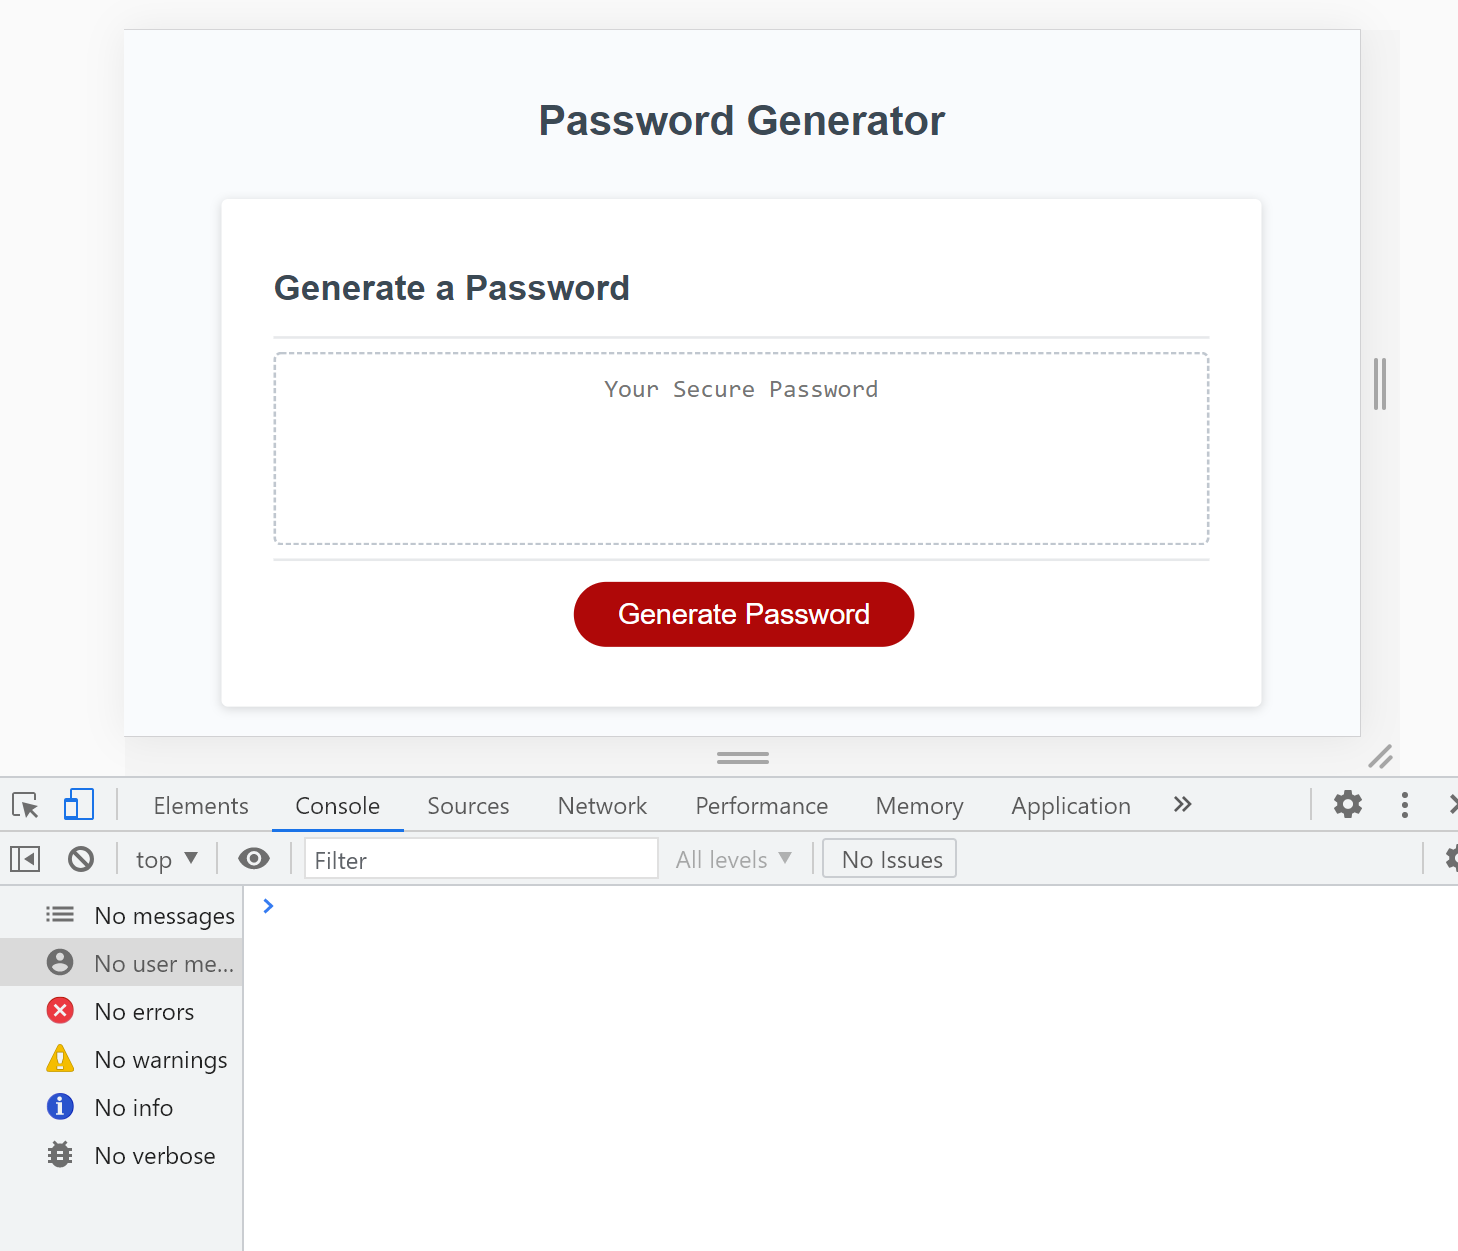 Password Generator
Generate a Password
Your Secure Password
Generate Password
Elements Console Sources Network Performance Memory Application
top Filter All levels No Issues
No messages
No user me...
No errors
No warnings
No info
No verbose